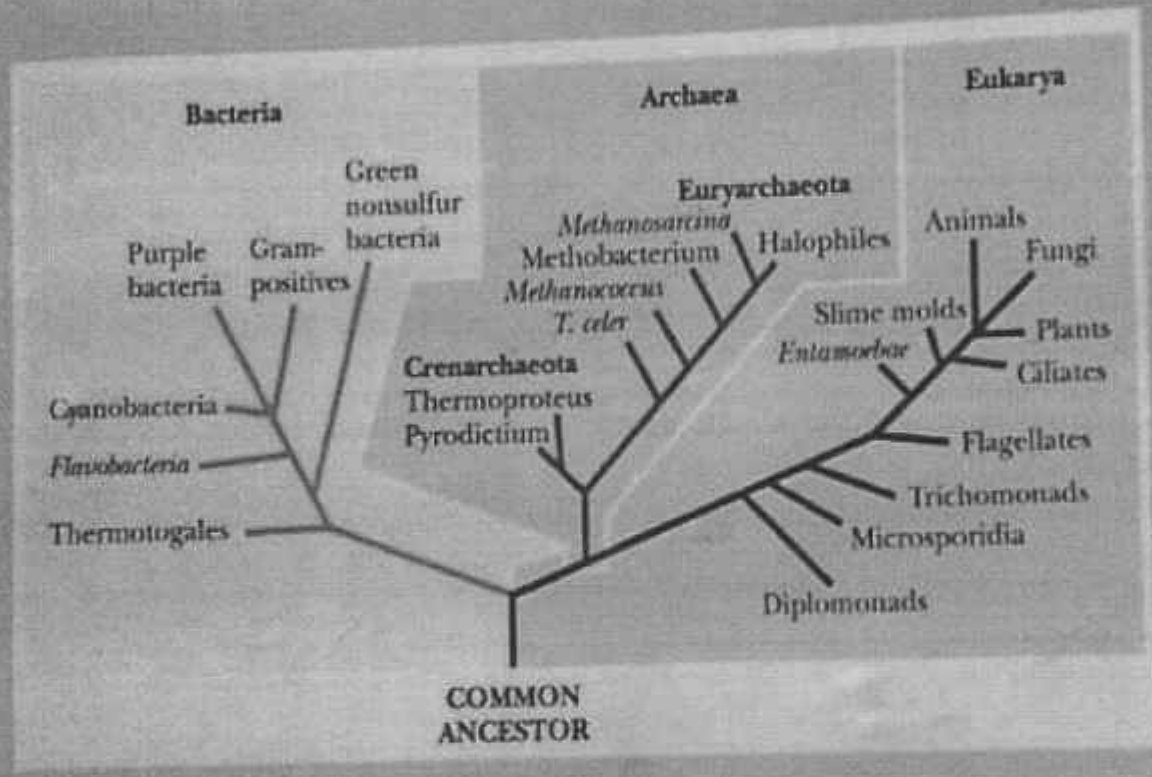 Bacteria
Archaea
Eukarya
Green
nonsulfur
bacteria
Purple
bacteria
Gram-
positives
Cyanobacteria
Flavobacteria
Thermotogales
Euryarchaeota
Methanosarcina
Methobacterium
Halophiles
Methanococcus
T. celer
Crenarchaeota
Thermoproteus
Pyrodictium
Animals
Fungi
Slime molds
Plants
Entamoebae
Ciliates
Flagellates
Trichomonads
Microsporidia
Diplomonads
COMMON
ANCESTOR